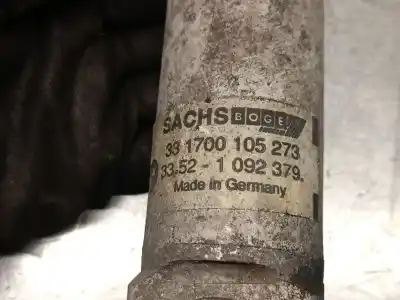 SACHS BOGE
33 1700 105 273
33.52 - 1 092 379.
Made in Germany